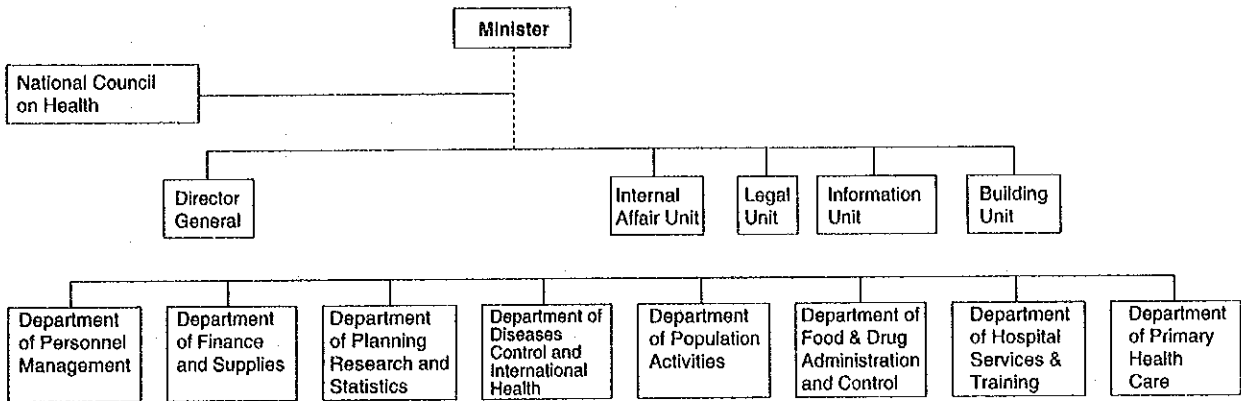 Minister
National Council
on Health
Director
General
Internal
Affair Unit
Legal
Unit
Information
Unit
Building
Unit
Department
of Personnel
Management
Department
of Finance
and Supplies
Department
of Planning
Research and
Statistics
Department of
Diseases
Control and
International
Health
Department
of Population
Activities
Department of
Food & Drug
Administration
and Control
Department
of Hospital
Services &
Training
Department
of Primary
Health
Care